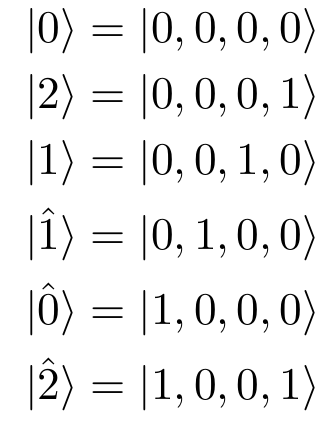 |0⟩ = |0, 0, 0, 0⟩
|2⟩ = |0, 0, 0, 1⟩
|1⟩ = |0, 0, 1, 0⟩
|1̂⟩ = |0, 1, 0, 0⟩
|0̂⟩ = |1, 0, 0, 0⟩
|2̂⟩ = |1, 0, 0, 1⟩